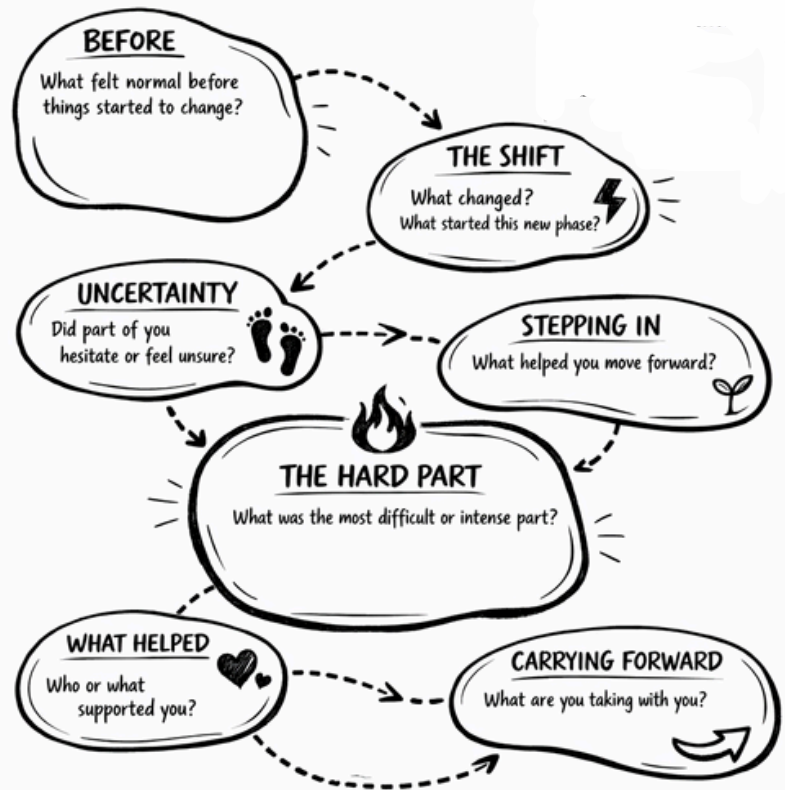 BEFORE
What felt normal before
things started to change?
THE SHIFT
What changed?
What started this new phase?
UNCERTAINTY
Did part of you
hesitate or feel unsure?
STEPPING IN
What helped you move forward?
THE HARD PART
What was the most difficult or intense part?
WHAT HELPED
Who or what
supported you?
CARRYING FORWARD
What are you taking with you?